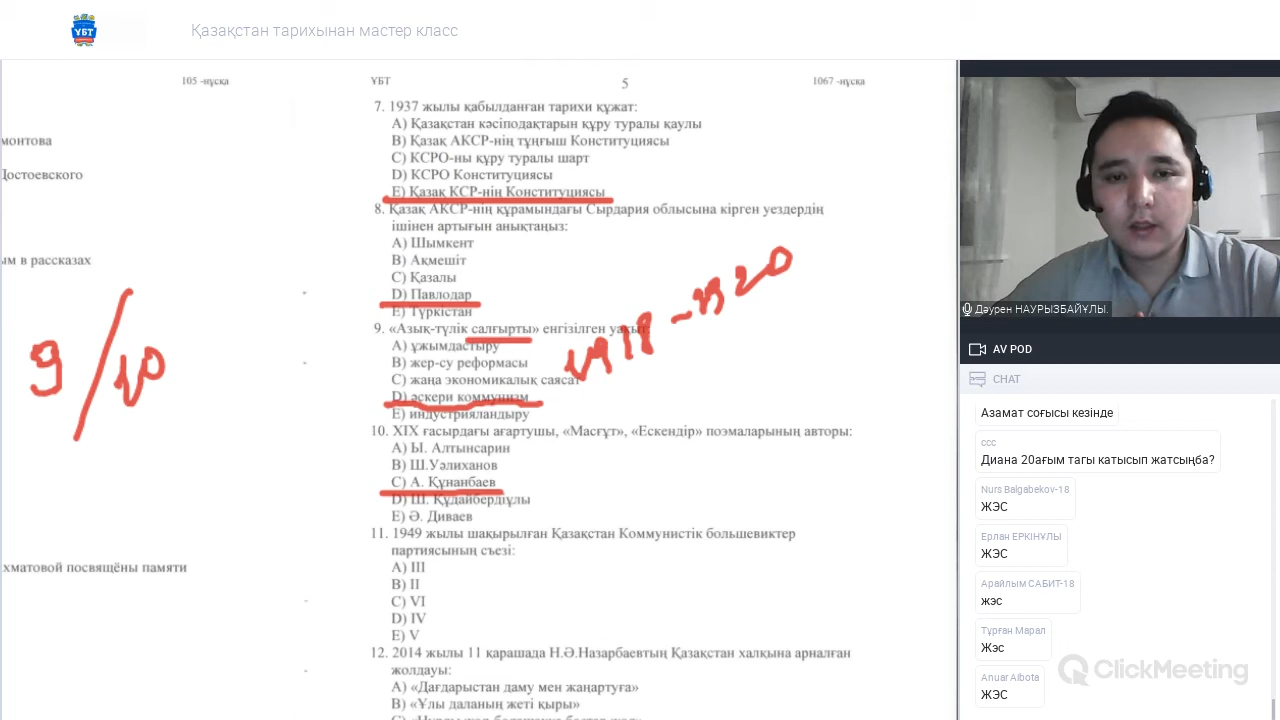 ҰБТ
Қазақстан тарихынан мастер класс
105 -нұсқа
монтова
Достоевского
ым в рассказах
9/10
хматовой посвящёны памяти
ҰБТ
5
1067 -нұсқа
7. 1937 жылы қабылданған тарихи құжат:
A) Қазақстан кәсіподақтарын құру туралы қаулы
B) Қазақ АКСР-нің тұңғыш Конституциясы
C) КСРО-ны құру туралы шарт
D) КСРО Конституциясы
E) Қазақ КСР-нің Конституциясы
8. Қазақ АКСР-нің құрамындағы Сырдария облысына кірген уездердің
ішінен артығын анықтаңыз:
A) Шымкент
B) Ақмешіт
C) Қазалы
D) Павлодар
E) Түркістан
9. «Азық-түлік салғырты» енгізілген уақыт:
A) ұжымдастыру
B) жер-су реформасы
C) жаңа экономикалық саясат
D) әскери коммунизм
E) индустрияландыру
1918-1920
10. XIX ғасырдағы ағартушы, «Масғұт», «Ескендір» поэмаларының авторы:
A) Ы. Алтынсарин
B) Ш.Уәлиханов
C) А. Құнанбаев
D) Ш. Құдайбердіұлы
E) Ә. Диваев
11. 1949 жылы шақырылған Қазақстан Коммунистік большевиктер
партиясының съезі:
A) III
B) II
C) VI
D) IV
E) V
12. 2014 жылы 11 қарашада Н.Ә.Назарбаевтың Қазақстан халқына арналған
жолдауы:
A) «Дағдарыстан даму мен жаңартуға»
B) «Ұлы даланың жеті қыры»
Дәурен НАУРЫЗБАЙҰЛЫ.
AV POD
CHAT
Азамат соғысы кезінде
ссс
Диана 20ағым тағы катысып жатсыңба?
Nurs Balgabekov-18
ЖЭС
Ерлан ЕРКІНҰЛЫ
ЖЭС
Арайлым САБИТ-18
жэс
Тұрған Марал
Жэс
Anuar Albota
ЖЭС
ClickMeeting